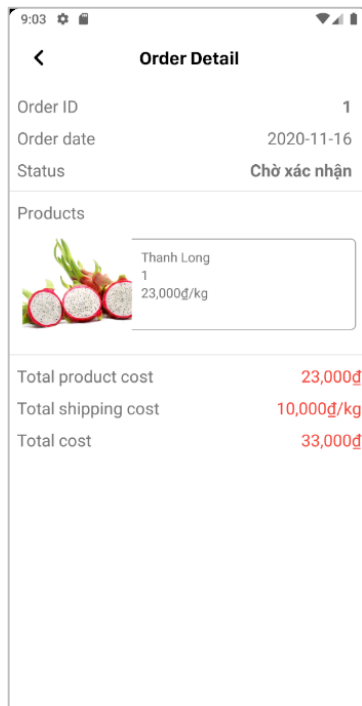 9:03
Order Detail
Order ID 1
Order date 2020-11-16
Status Chờ xác nhận
Products
Thanh Long
1
23,000₫/kg
Total product cost 23,000₫
Total shipping cost 10,000₫/kg
Total cost 33,000₫